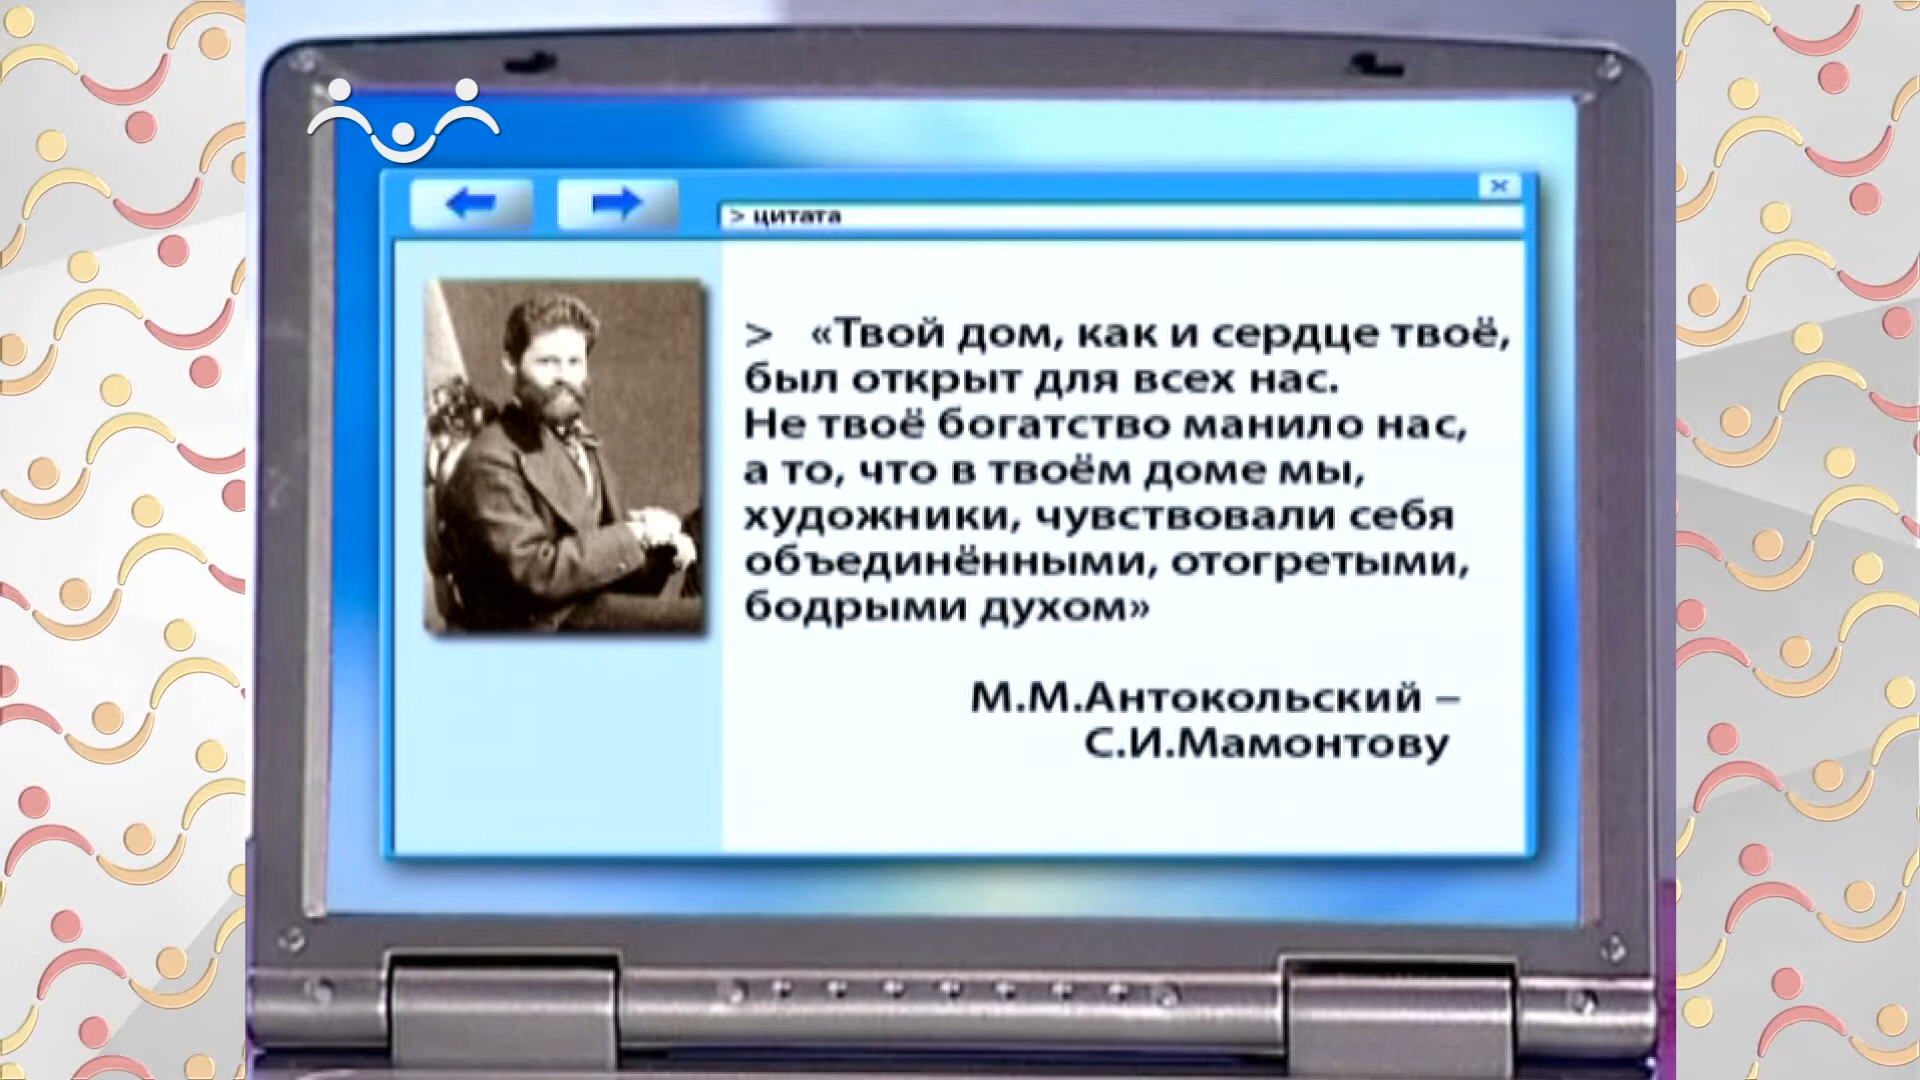 > цитата
> «Твой дом, как и сердце твоё,
был открыт для всех нас.
Не твоё богатство манило нас,
а то, что в твоём доме мы,
художники, чувствовали себя
объединёнными, отогретыми,
бодрыми духом»
М.М.Антокольский –
С.И.Мамонтову